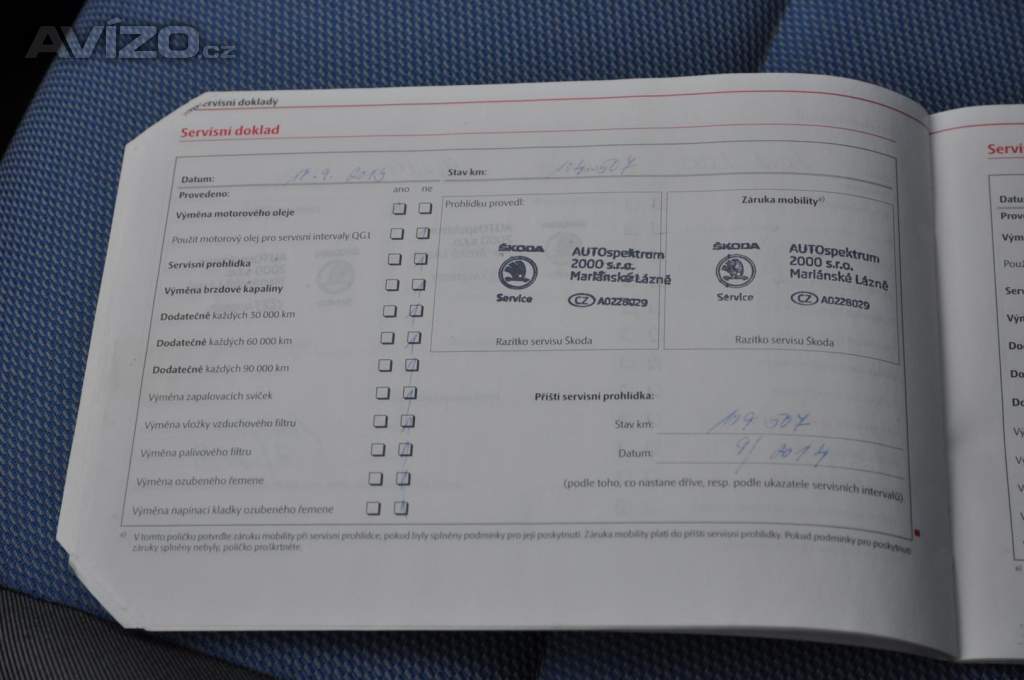 AVÍZO.cz
Servisní doklady
Servisní doklad
Servi
Datum: 2013 Stav km: 507
Provedeno: ano ne
Výměna motorového oleje
Použit motorový olej pro servisní intervaly QG1
Servisní prohlídka
Výměna brzdové kapaliny
Dodatečně každých 30 000 km
Dodatečně každých 60 000 km
Dodatečně každých 90 000 km
Výměna zapalovacích svíček
Výměna vložky vzduchového filtru
Výměna palivového filtru
Výměna ozubeného řemene
Výměna napínací kladky ozubeného řemene
Prohlídku provedl:
ŠKODA
Service
AUTOspektrum
2000 s.r.o.
Mariánské Lázně
CZ A0228029
Razítko servisu Škoda
Záruka mobility a)
ŠKODA
Service
AUTOspektrum
2000 s.r.o.
Mariánské Lázně
CZ A0228029
Razítko servisu Škoda
Příští servisní prohlídka:
Stav km: 119 507
Datum: 9/ 2014
(podle toho, co nastane dříve, resp. podle ukazatele servisních intervalů)
a) V tomto políčku potvrďte záruku mobility při servisní prohlídce, pokud byly splněny podmínky pro její poskytnutí. Záruka mobility platí do příští servisní prohlídky. Pokud podmínky pro poskytnutí
záruky splněny nebyly, políčko proškrtněte.